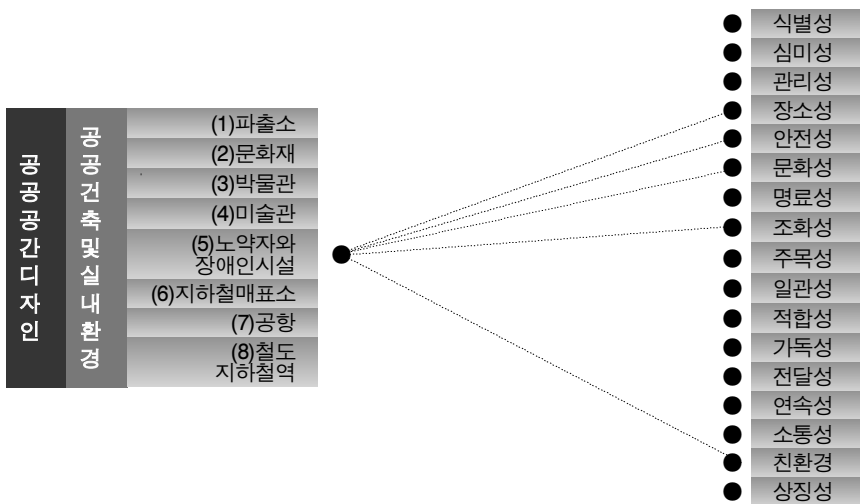 공공공간디자인
공공건축및실내환경
(1)파출소
(2)문화재
(3)박물관
(4)미술관
(5)노약자와
장애인시설
(6)지하철매표소
(7)공항
(8)철도
지하철역
식별성
심미성
관리성
장소성
안전성
문화성
명료성
조화성
주목성
일관성
적합성
가독성
전달성
연속성
소통성
친환경
상징성